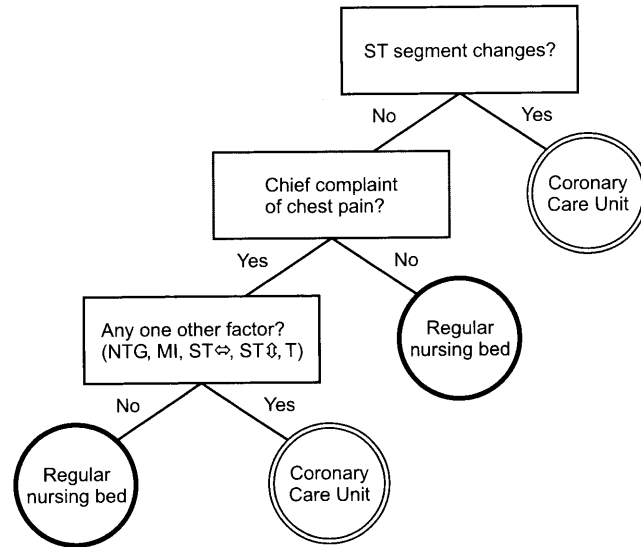 ST segment changes?
No
Yes
Chief complaint
of chest pain?
Coronary
Care Unit
Yes
No
Any one other factor?
(NTG, MI, ST⇔, ST⇕, T)
Regular
nursing bed
No
Yes
Regular
nursing bed
Coronary
Care Unit